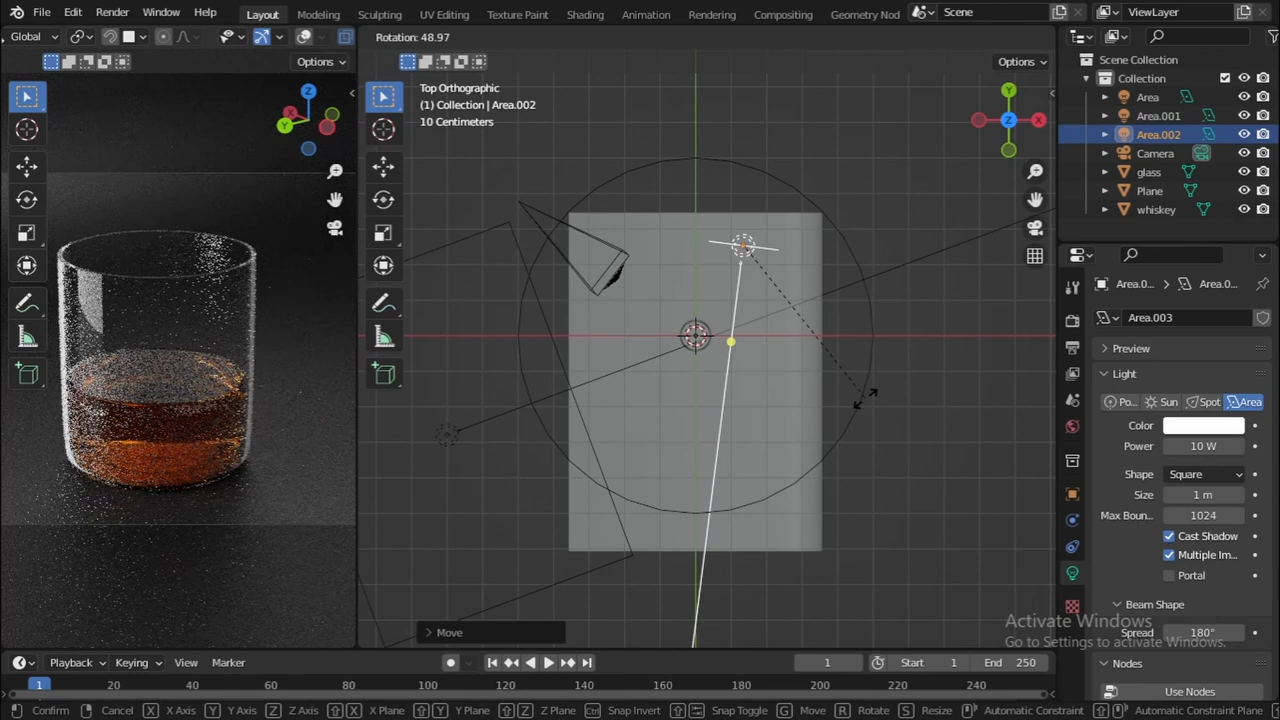 File Edit Render Window Help Layout Modeling Sculpting UV Editing Texture Paint Shading Animation Rendering Compositing Geometry Nod Scene ViewLayer
Global Rotation: 48.97
Options Options
Top Orthographic
(1) Collection | Area.002
10 Centimeters
Z
Y
X
Y
Z
X
Scene Collection
Collection
Area
Area.001
Area.002
Camera
glass
Plane
whiskey
Area.0... Area.0...
Area.003
Preview
Light
Po... Sun Spot Area
Color
Power 10 W
Shape Square
Size 1 m
Max Boun... 1024
Cast Shadow
Multiple Im...
Portal
Beam Shape
Spread 180°
Nodes
Use Nodes
Activate Windows
Go to Settings to activate Windows.
Move
Playback Keying View Marker 1 Start 1 End 250
1 20 40 60 80 100 120 140 160 180 200 220 240
Confirm Cancel X X Axis Y Y Axis Z Z Axis X X Plane Y Y Plane Z Z Plane Ctrl Snap Invert Snap Toggle G Move R Rotate S Resize Automatic Constraint Automatic Constraint Plane